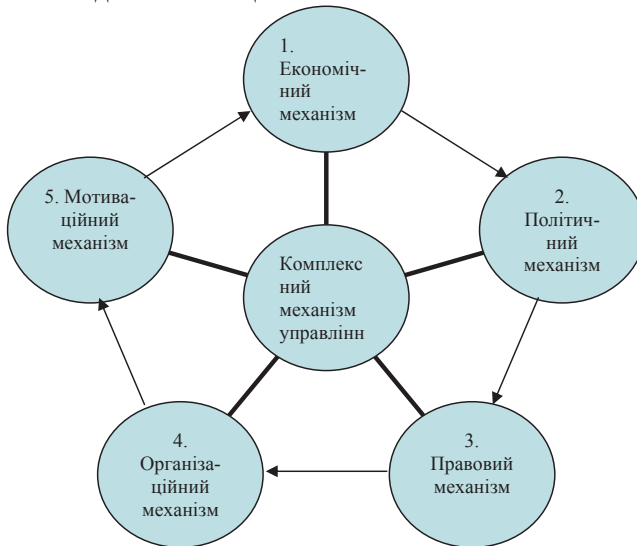 1.
Економіч-
ний
механізм
2.
Політич-
ний
механізм
3.
Правовий
механізм
4.
Організа-
ційний
механізм
5. Мотива-
ційний
механізм
Комплекс
ний
механізм
управлінн